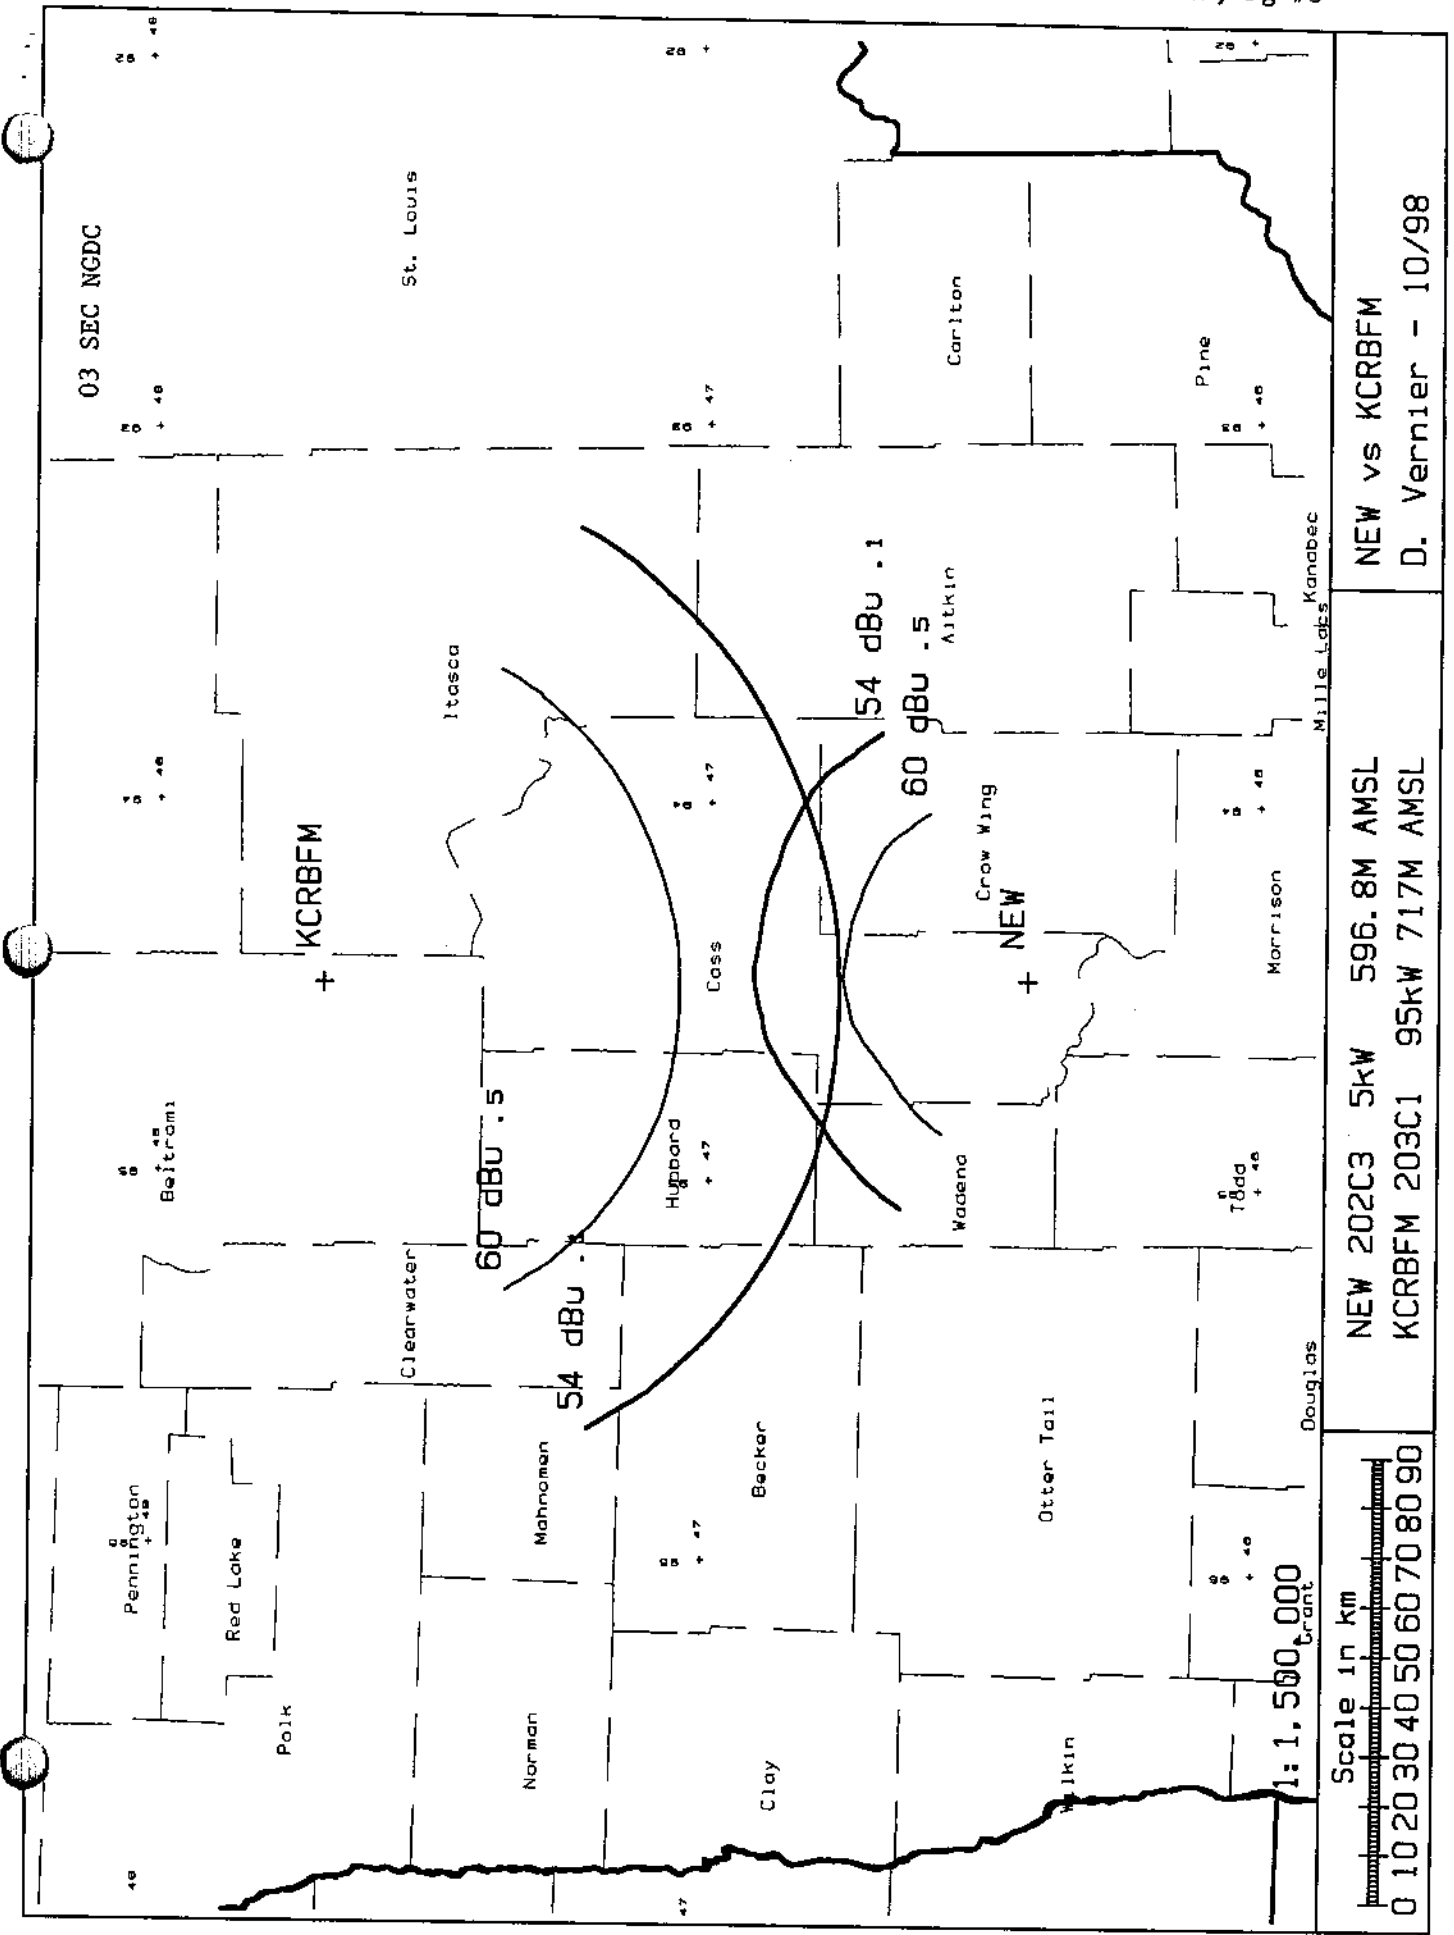 03 SEC NGDC
St. Louis
Carlton
Pine
Itasca
KCRBFM
Aitkin
54 dBu .1
60 dBu .5
Crow Wing
NEW
Cass
Morrison
Mille Lacs
Kanabec
Beltrami
60 dBu .5
Hubbard
Wadena
Todd
Clearwater
54 dBu .
Pennington
Red Lake
Mahnomen
Becker
Otter Tail
Douglas
Polk
Norman
Clay
Wilkin
Grant
1: 1,500,000
Scale in km
0 10 20 30 40 50 60 70 80 90
NEW 202C3 5kW 596.8M AMSL
KCRBFM 203C1 95kW 717M AMSL
NEW vs KCRBFM
D. Vernier - 10/98